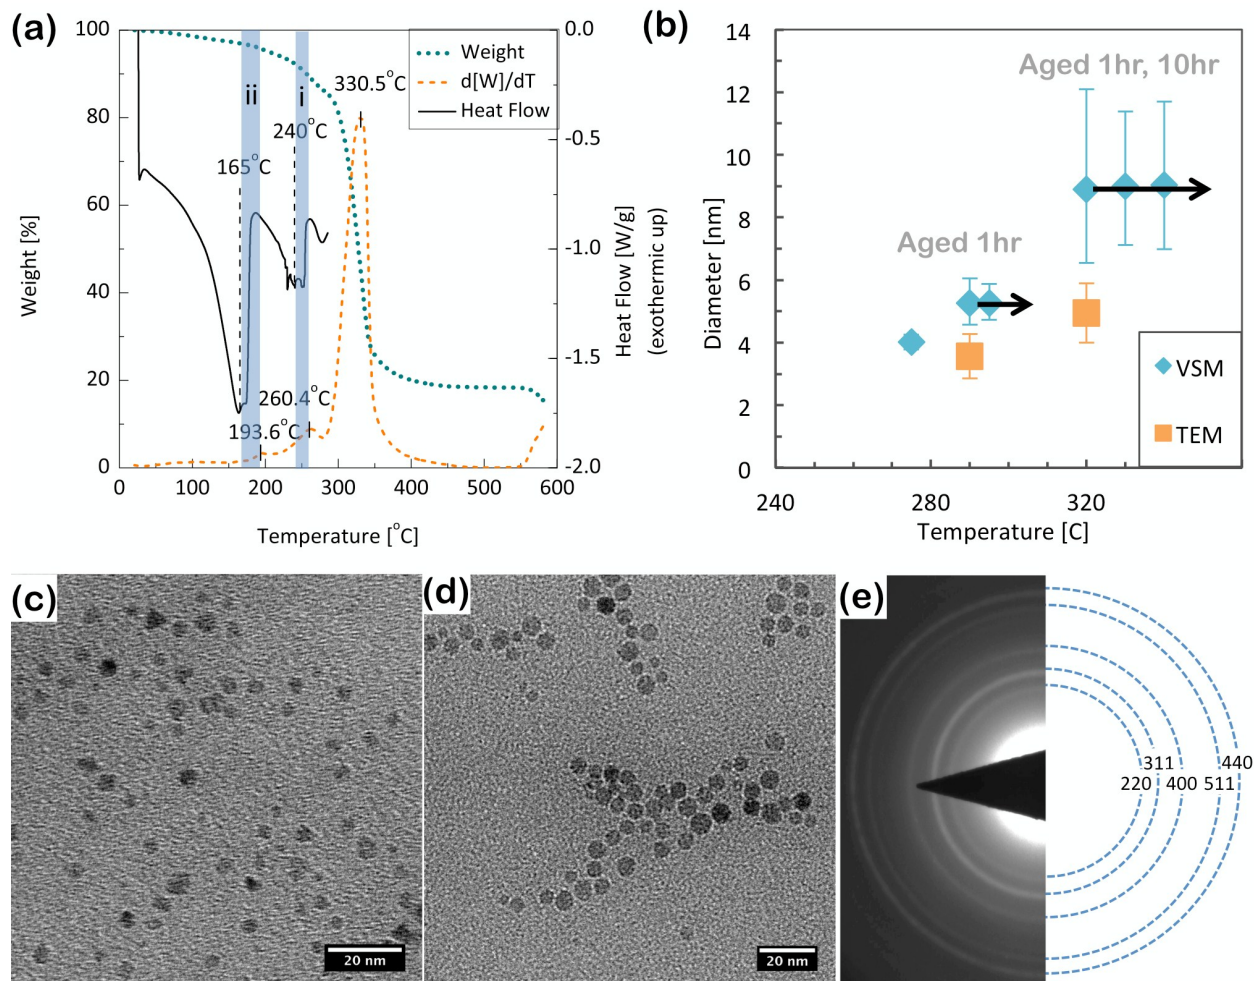 (a)
100
80
60
40
20
0
Weight [%]
0
100
200
300
400
500
600
Temperature [°C]
0.0
-0.5
-1.0
-1.5
-2.0
Heat Flow [W/g]
(exothermic up)
Weight
d[W]/dT
Heat Flow
ii
i
330.5°C
240°C
165°C
260.4°C
193.6°C
(b)
14
12
10
8
6
4
2
0
Diameter [nm]
240
280
320
Temperature [C]
Aged 1hr, 10hr
Aged 1hr
VSM
TEM
(c)
20 nm
(d)
20 nm
(e)
311
440
220
400
511